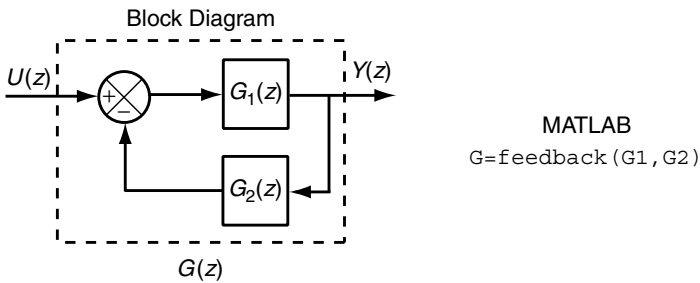 Block Diagram
U(z)
+
−
G₁(z)
Y(z)
G₂(z)
G(z)
MATLAB
G=feedback(G1,G2)